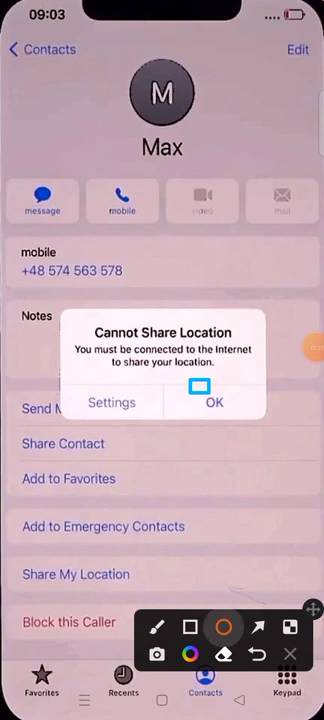 09:03
Contacts
Edit
M
Max
message
mobile
video
mail
mobile
+48 574 563 578
Notes
Cannot Share Location
You must be connected to the Internet
to share your location.
Settings
OK
Send M
Share Contact
Add to Favorites
Add to Emergency Contacts
Share My Location
Block this Caller
Favorites
Recents
Contacts
Keypad